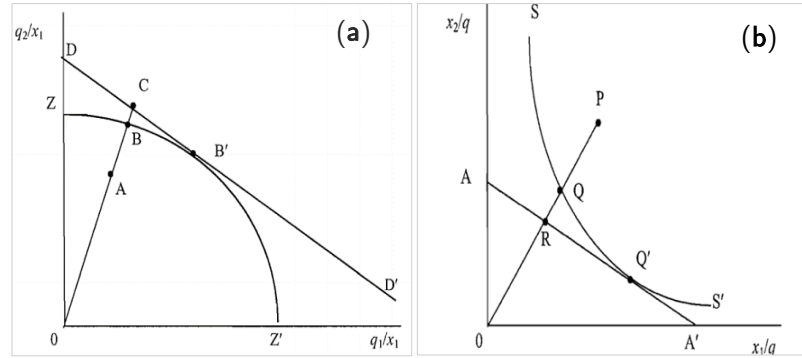 q₂/x₁
(a)
D
C
Z
B
B′
A
D′
0
Z′
q₁/x₁
S
x₂/q
(b)
P
A
Q
R
Q′
S′
0
A′
x₁/q